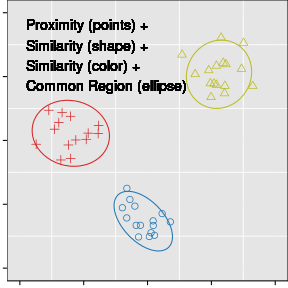 Proximity (points) +
Similarity (shape) +
Similarity (color) +
Common Region (ellipse)